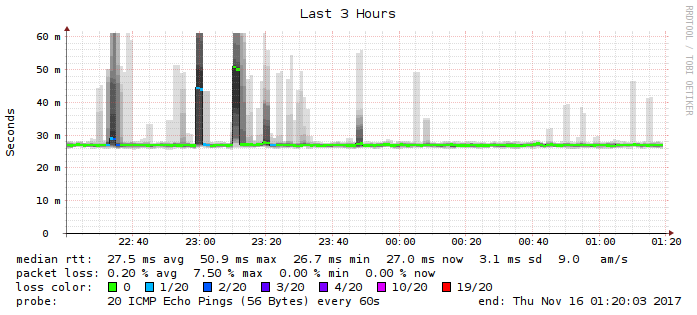 Last 3 Hours
RRDTOOL / TOBI OETIKER
Seconds
60 m
50 m
40 m
30 m
20 m
10 m
0
22:40 23:00 23:20 23:40 00:00 00:20 00:40 01:00 01:20
median rtt: 27.5 ms avg 50.9 ms max 26.7 ms min 27.0 ms now 3.1 ms sd 9.0 am/s
packet loss: 0.20 % avg 7.50 % max 0.00 % min 0.00 % now
loss color: 0 1/20 2/20 3/20 4/20 10/20 19/20
probe: 20 ICMP Echo Pings (56 Bytes) every 60s end: Thu Nov 16 01:20:03 2017